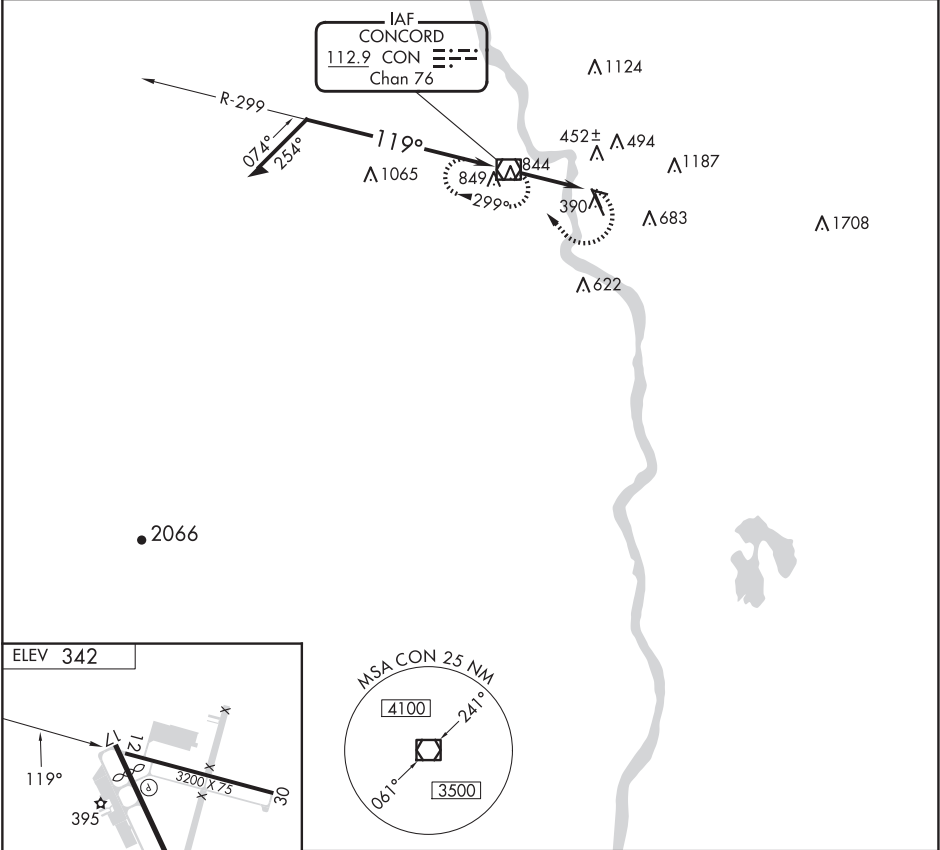 IAF
CONCORD
112.9 CON
Chan 76
R-299
119°
074°
254°
1065
849
844
299°
1124
452±
494
1187
390
683
1708
622
2066
ELEV 342
119°
17
12
3200 X 75
30
P
395
X
X
X
MSA CON 25 NM
4100
241°
061°
3500